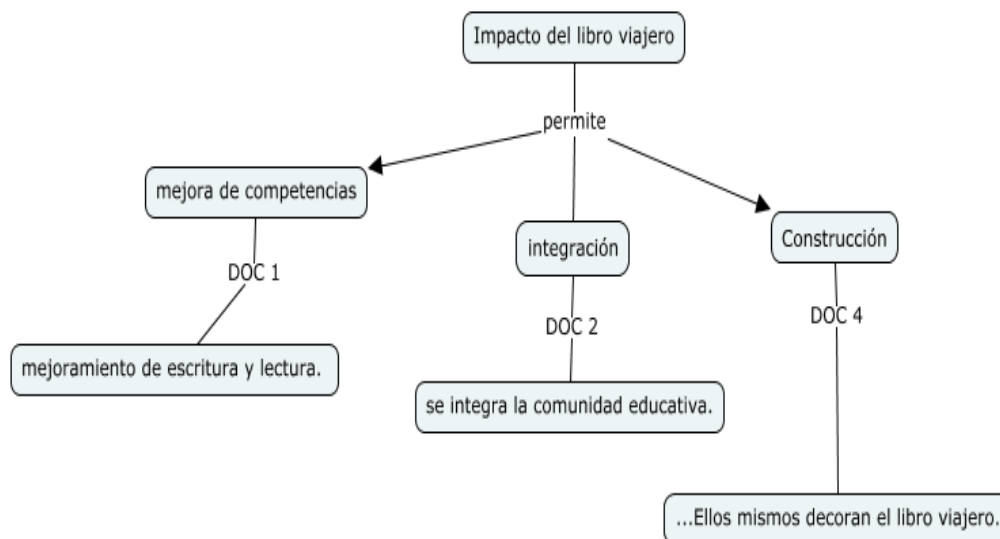 Impacto del libro viajero
permite
mejora de competencias
integración
Construcción
DOC 1
DOC 2
DOC 4
mejoramiento de escritura y lectura.
se integra la comunidad educativa.
...Ellos mismos decoran el libro viajero.